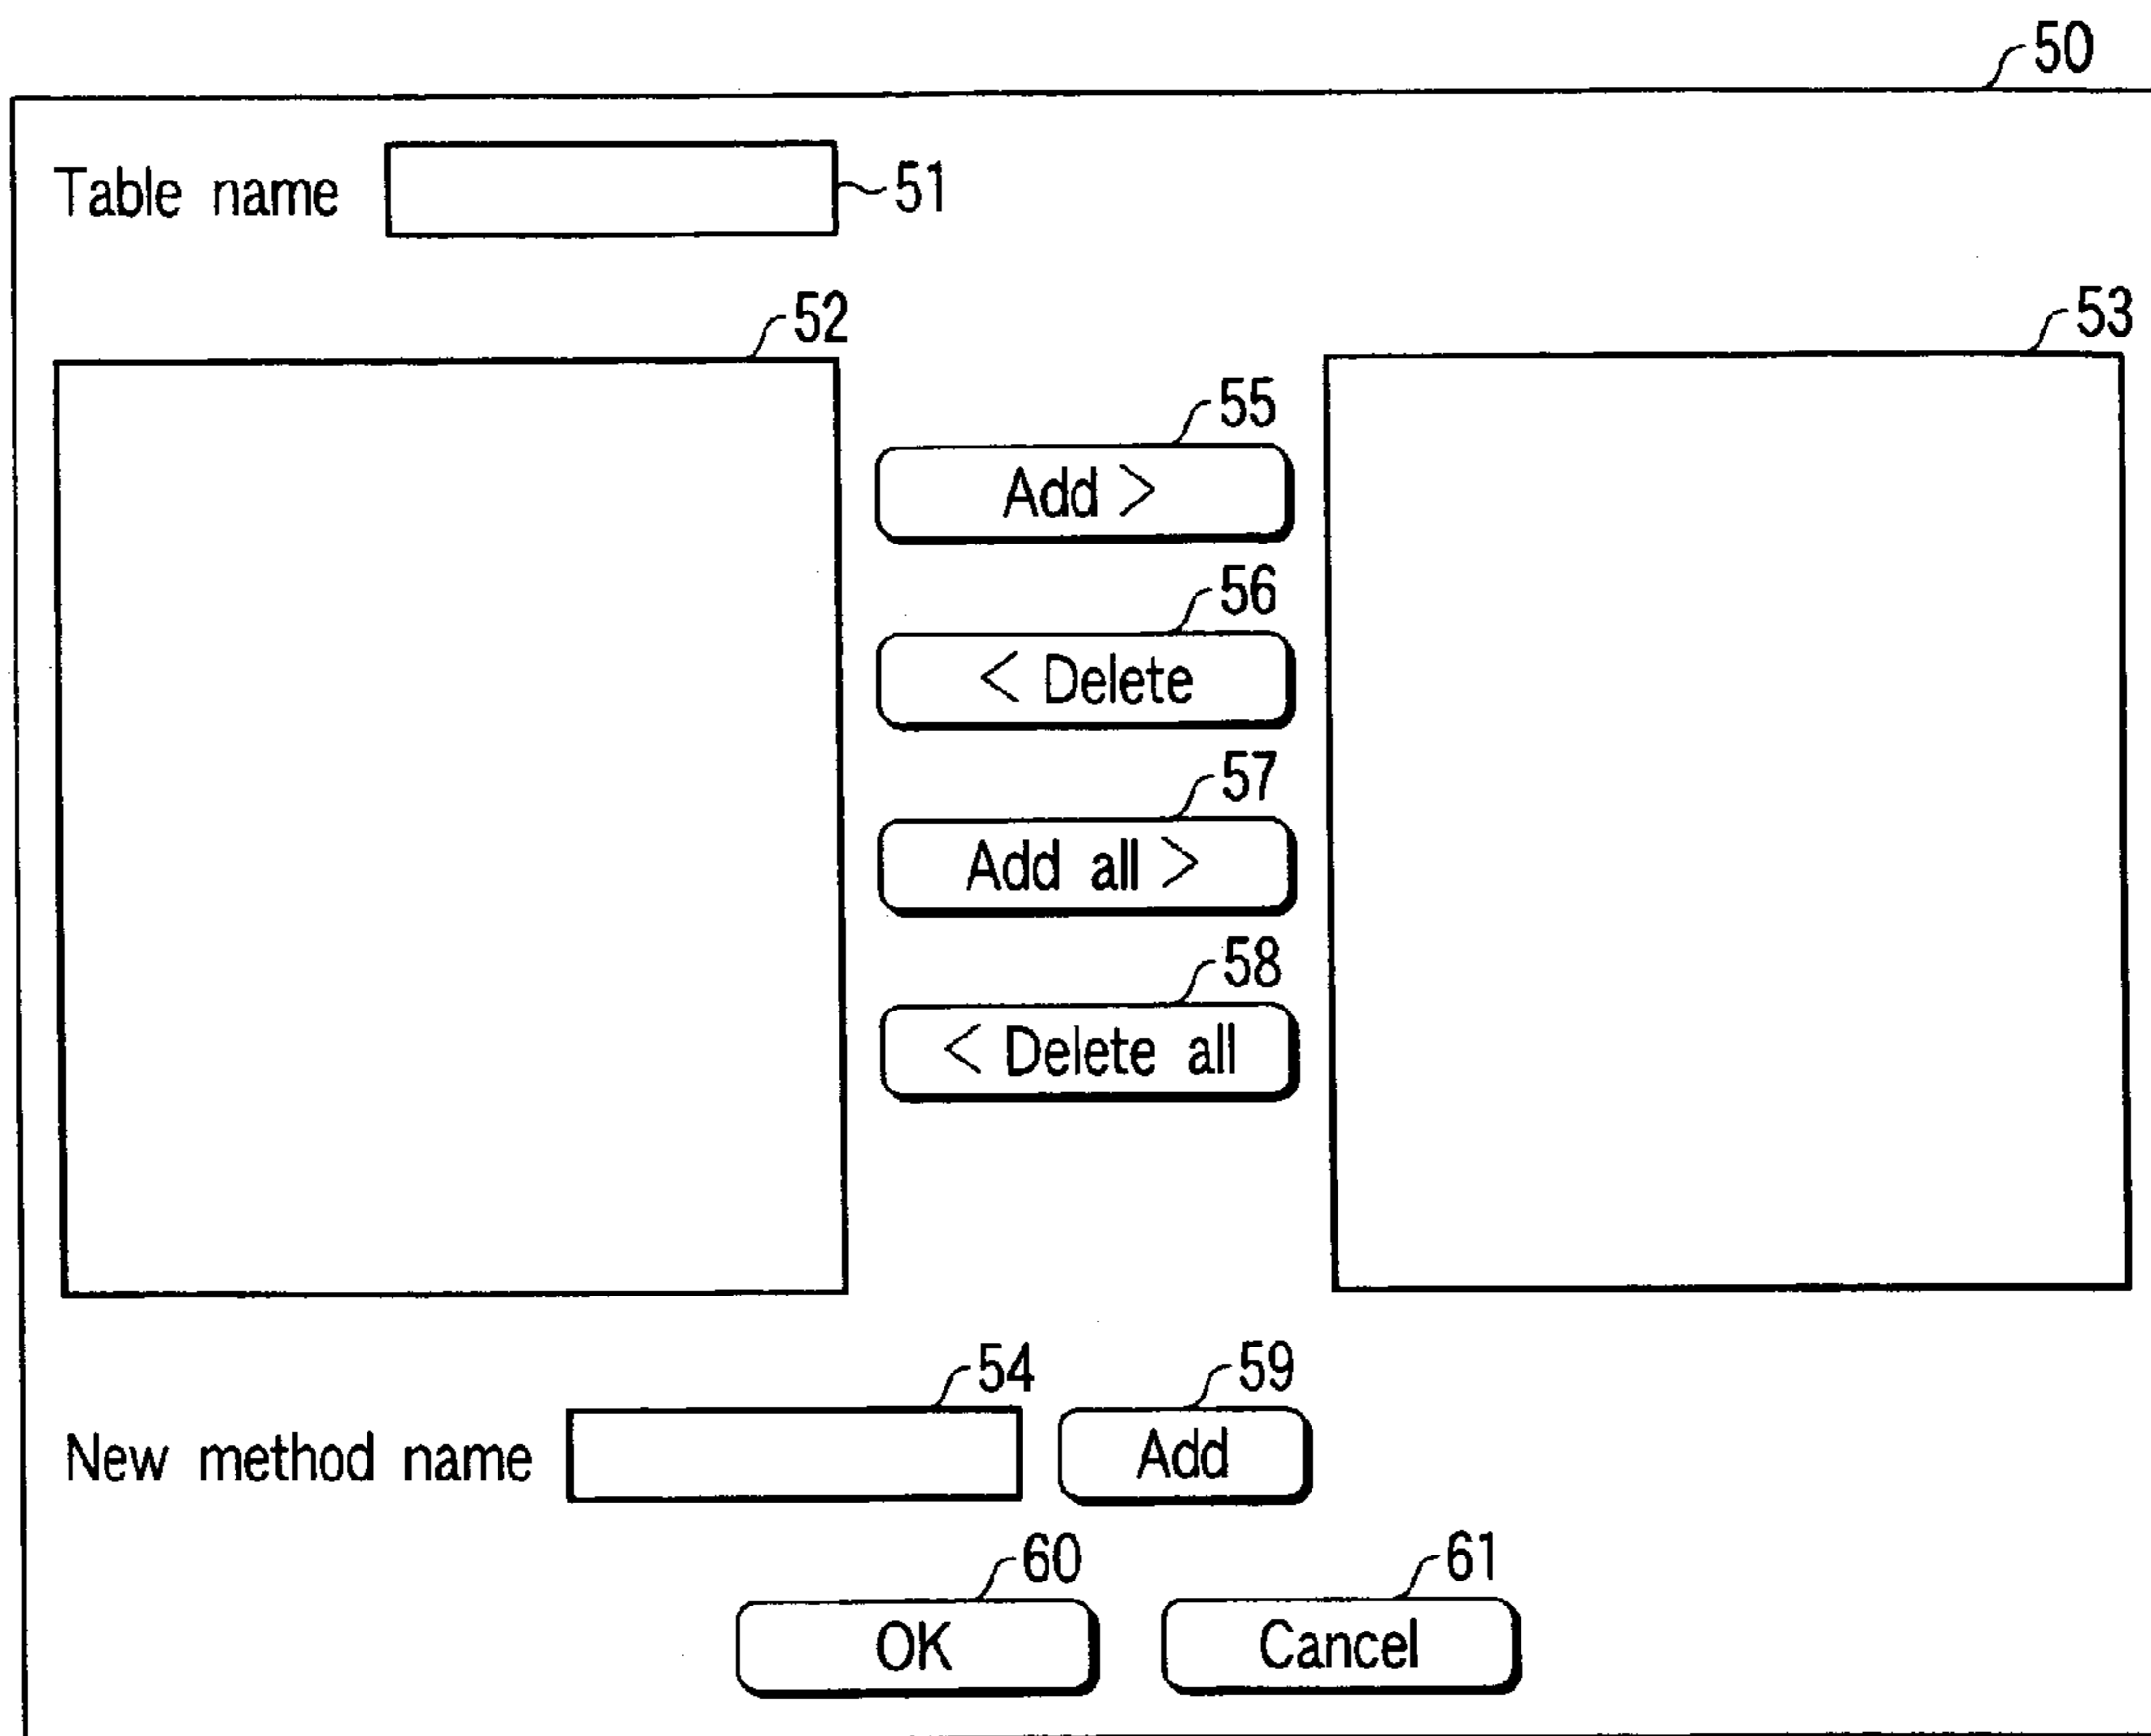 50
Table name 51
52 53
55
Add >
56
< Delete
57
Add all >
58
< Delete all
54 59
New method name Add
60 61
OK Cancel